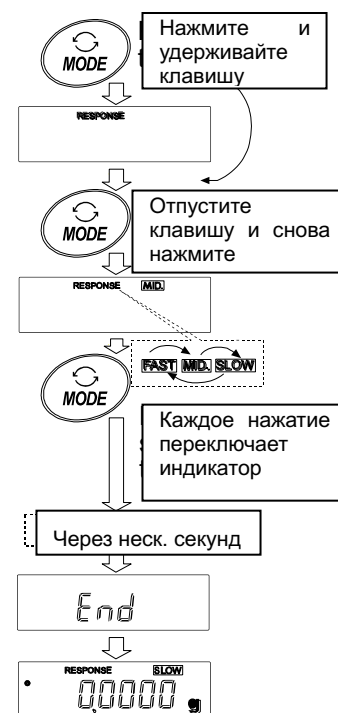 Нажмите и
удерживайте
клавишу
MODE
RESPONSE
Отпустите
клавишу и снова
нажмите
MODE
RESPONSE MID.
FAST MID. SLOW
MODE
Каждое нажатие
переключает
индикатор
Через неск. секунд
End
RESPONSE SLOW
0.0000 g